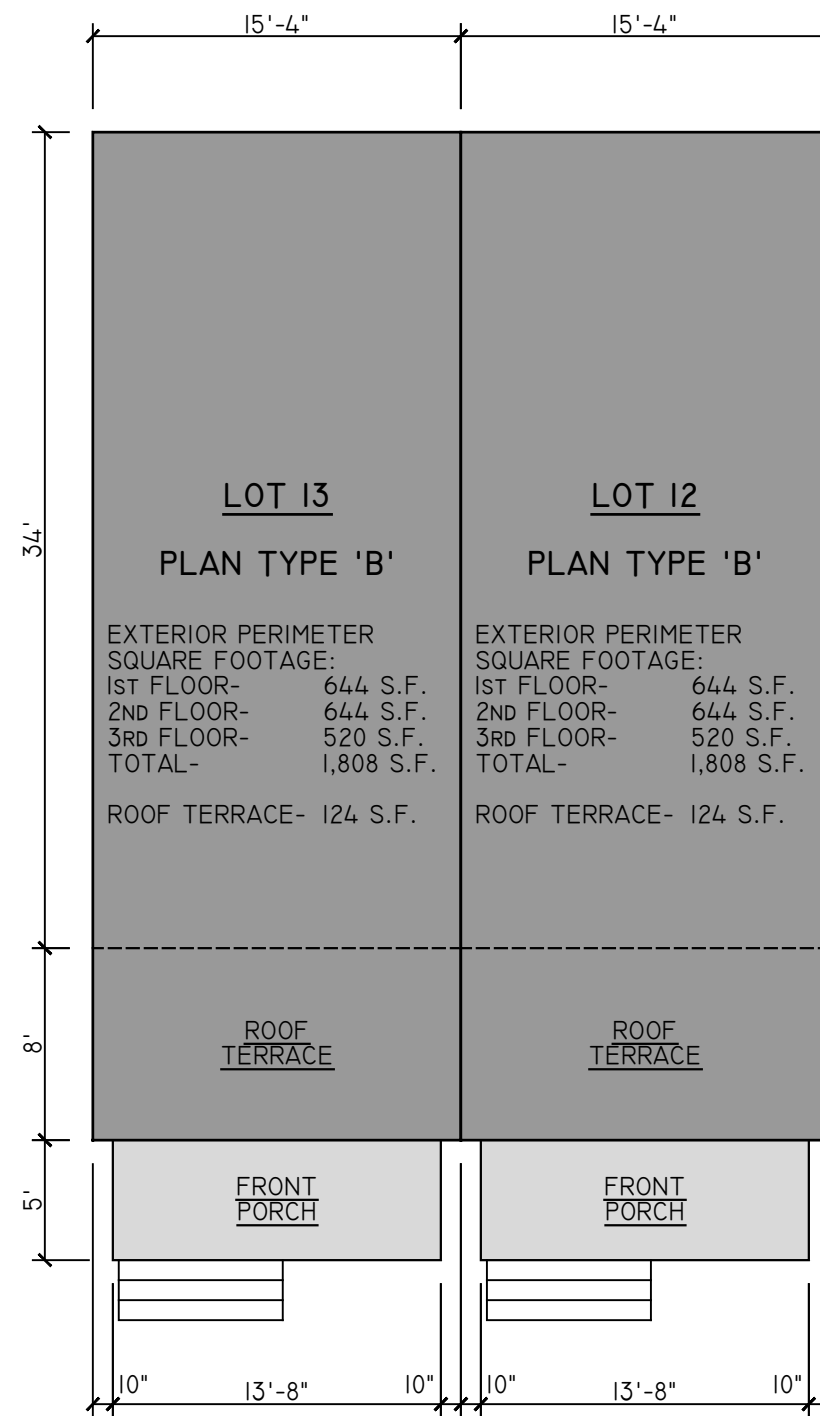 15'-4"
15'-4"
34'
LOT 13
PLAN TYPE 'B'
EXTERIOR PERIMETER
SQUARE FOOTAGE:
1ST FLOOR- 644 S.F.
2ND FLOOR- 644 S.F.
3RD FLOOR- 520 S.F.
TOTAL- 1,808 S.F.
ROOF TERRACE- 124 S.F.
LOT 12
PLAN TYPE 'B'
EXTERIOR PERIMETER
SQUARE FOOTAGE:
1ST FLOOR- 644 S.F.
2ND FLOOR- 644 S.F.
3RD FLOOR- 520 S.F.
TOTAL- 1,808 S.F.
ROOF TERRACE- 124 S.F.
8'
ROOF
TERRACE
ROOF
TERRACE
5'
FRONT
PORCH
FRONT
PORCH
10" 13'-8" 10" 10" 13'-8" 10"